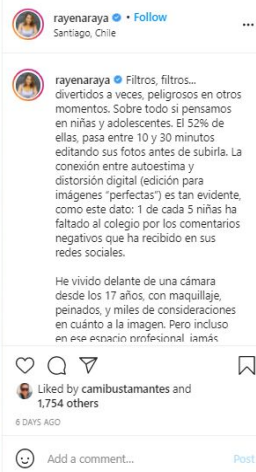 rayenaraya • Follow
Santiago, Chile
...
rayenaraya Filtros, filtros...
divertidos a veces, peligrosos en otros
momentos. Sobre todo si pensamos
en niñas y adolescentes. El 52% de
ellas, pasa entre 10 y 30 minutos
editando sus fotos antes de subirla. La
conexión entre autoestima y
distorsión digital (edición para
imágenes “perfectas”) es tan evidente,
como este dato: 1 de cada 5 niñas ha
faltado al colegio por los comentarios
negativos que ha recibido en sus
redes sociales.
He vivido delante de una cámara
desde los 17 años, con maquillaje,
peinados, y miles de consideraciones
en cuánto a la imagen. Pero incluso
en ese espacio profesional, jamás
Liked by camibustamantes and
1,754 others
6 DAYS AGO
Add a comment... Post